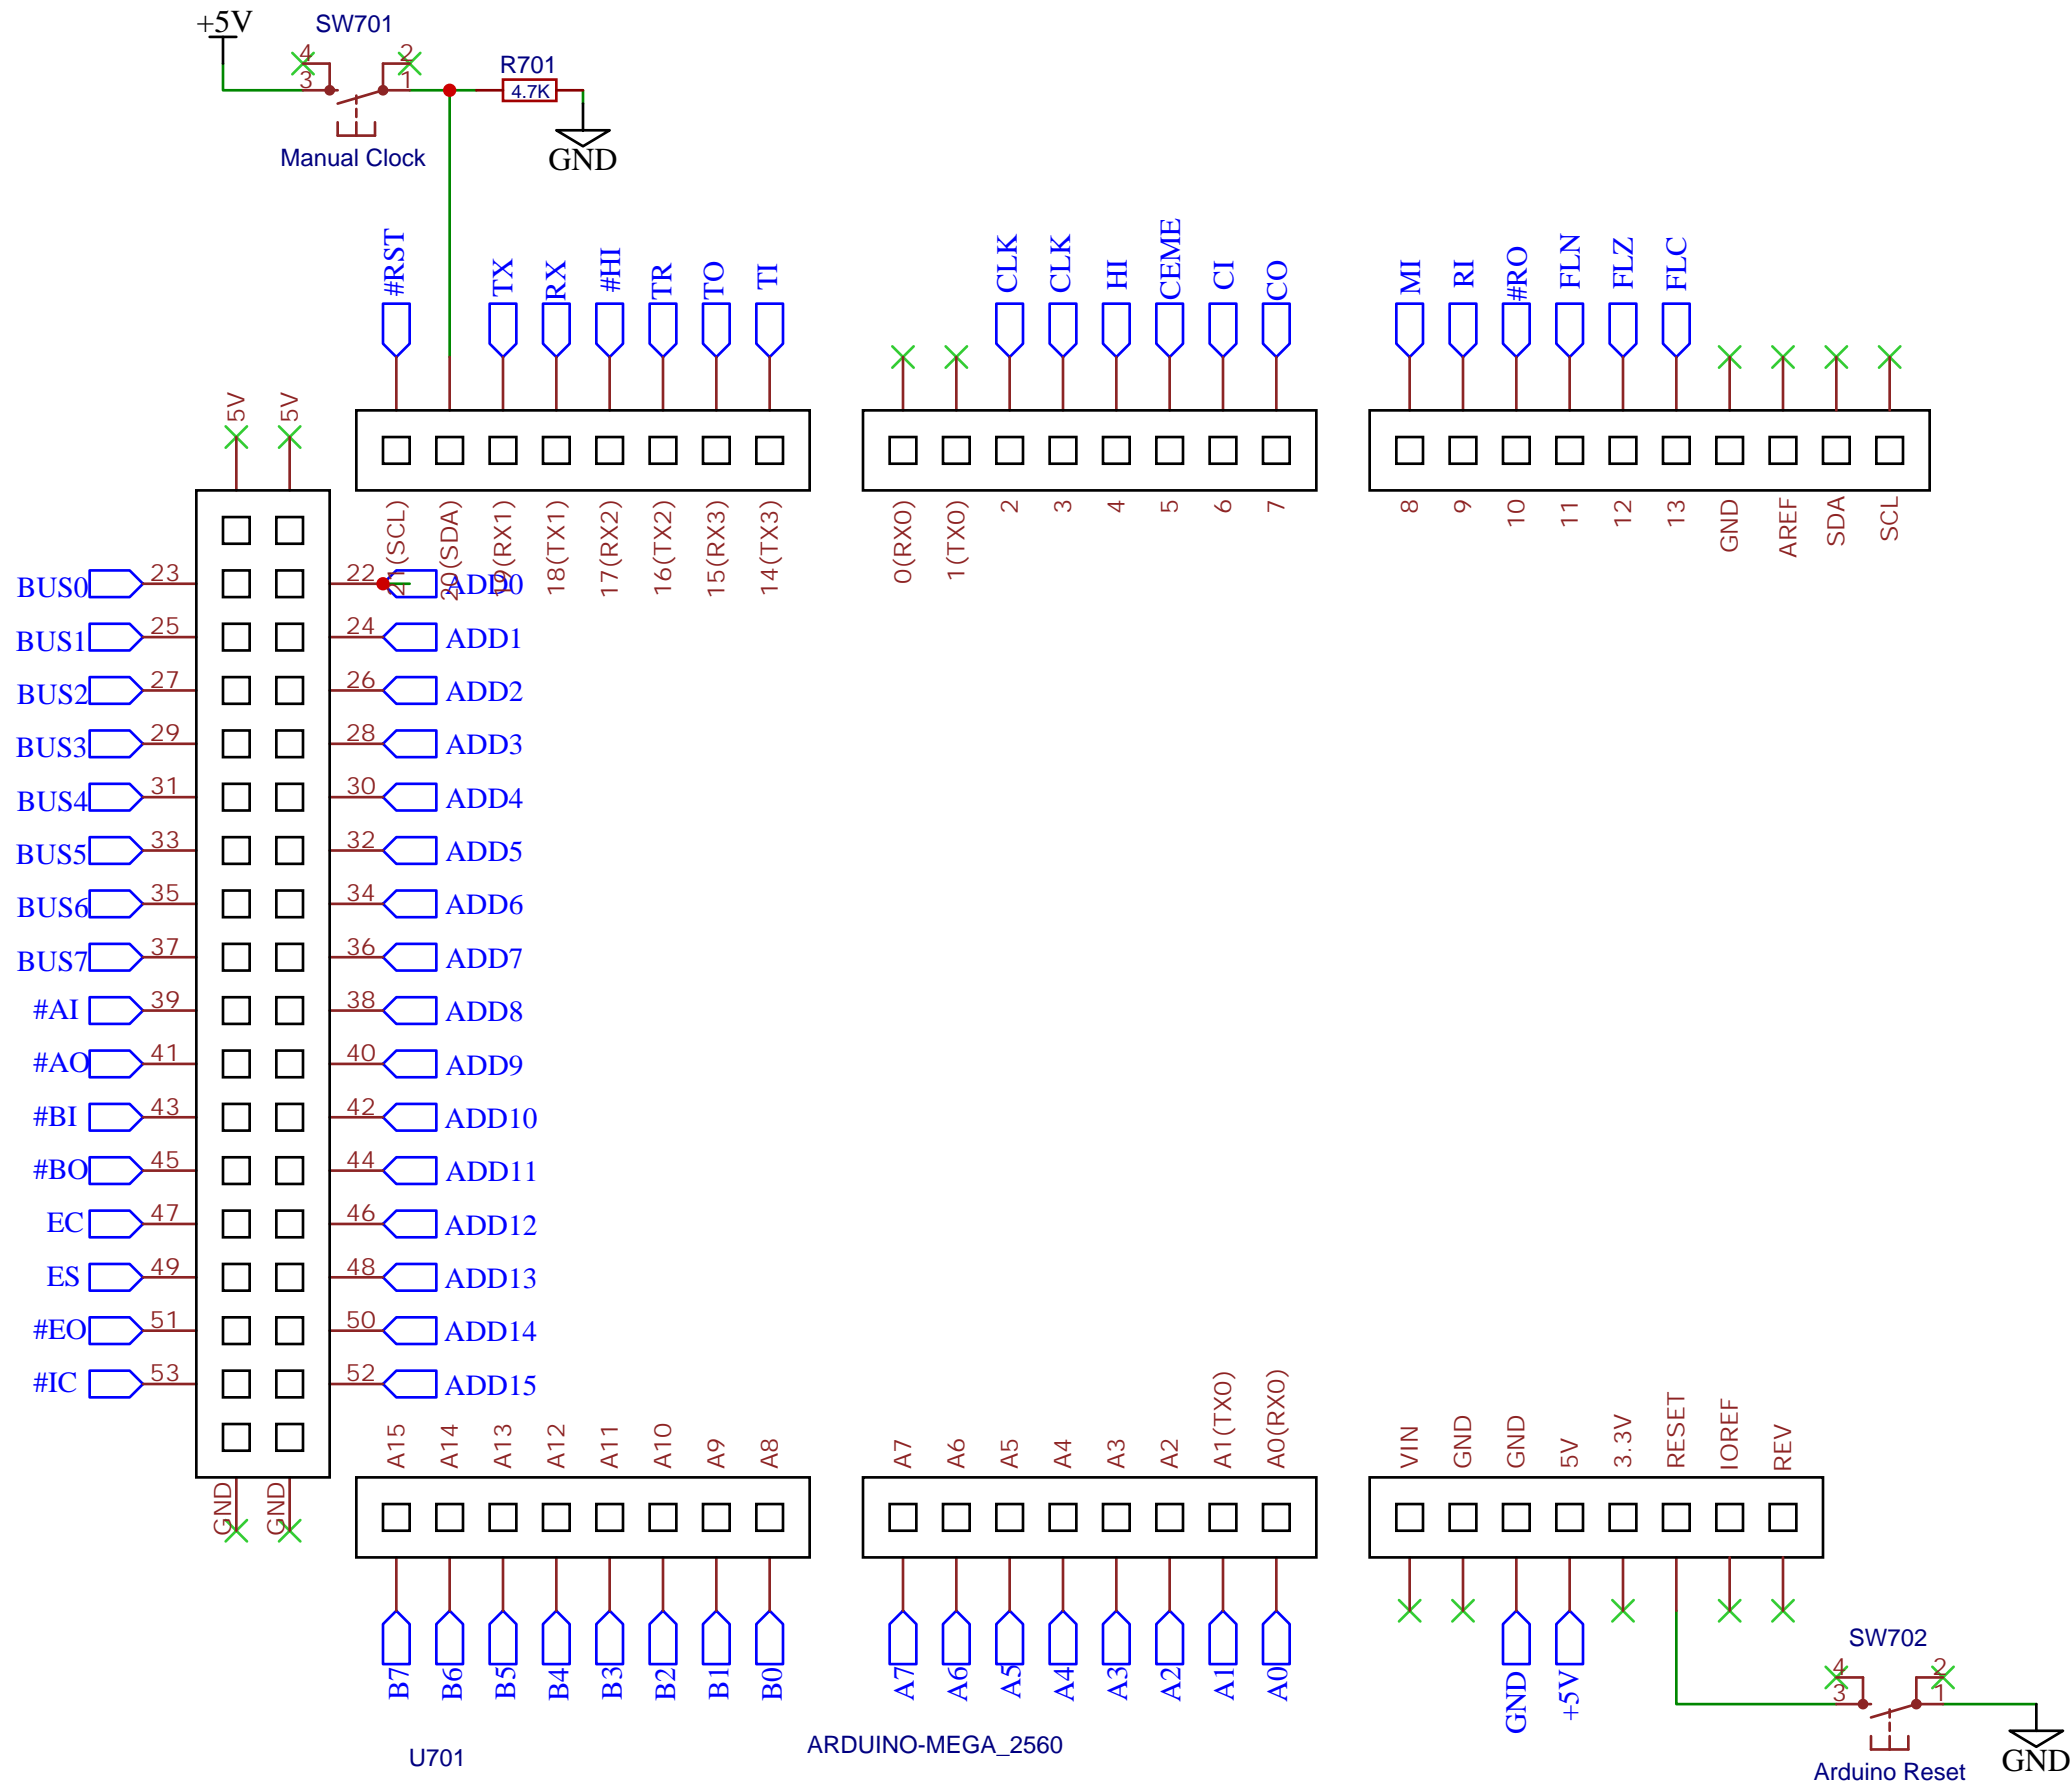 +5V
SW701
4
2
3
1
R701
4.7K
Manual Clock
GND
#RST
TX
RX
#HI
TR
TO
TI
CLK
CLK
HI
CEME
CI
CO
MI
RI
#RO
FLN
FLZ
FLC
5V
5V
21(SCL)
20(SDA)
19(RX1)
18(TX1)
17(RX2)
16(TX2)
15(RX3)
14(TX3)
0(RX0)
1(TX0)
2
3
4
5
6
7
8
9
10
11
12
13
GND
AREF
SDA
SCL
BUS0 23 22 ADD0
BUS1 25 24 ADD1
BUS2 27 26 ADD2
BUS3 29 28 ADD3
BUS4 31 30 ADD4
BUS5 33 32 ADD5
BUS6 35 34 ADD6
BUS7 37 36 ADD7
#AI 39 38 ADD8
#AO 41 40 ADD9
#BI 43 42 ADD10
#BO 45 44 ADD11
EC 47 46 ADD12
ES 49 48 ADD13
#EO 51 50 ADD14
#IC 53 52 ADD15
GND
GND
A15
A14
A13
A12
A11
A10
A9
A8
A7
A6
A5
A4
A3
A2
A1(TX0)
A0(RX0)
VIN
GND
GND
5V
3.3V
RESET
IOREF
REV
B7
B6
B5
B4
B3
B2
B1
B0
A7
A6
A5
A4
A3
A2
A1
A0
GND
+5V
SW702
4
2
3
1
GND
Arduino Reset
U701
ARDUINO-MEGA_2560